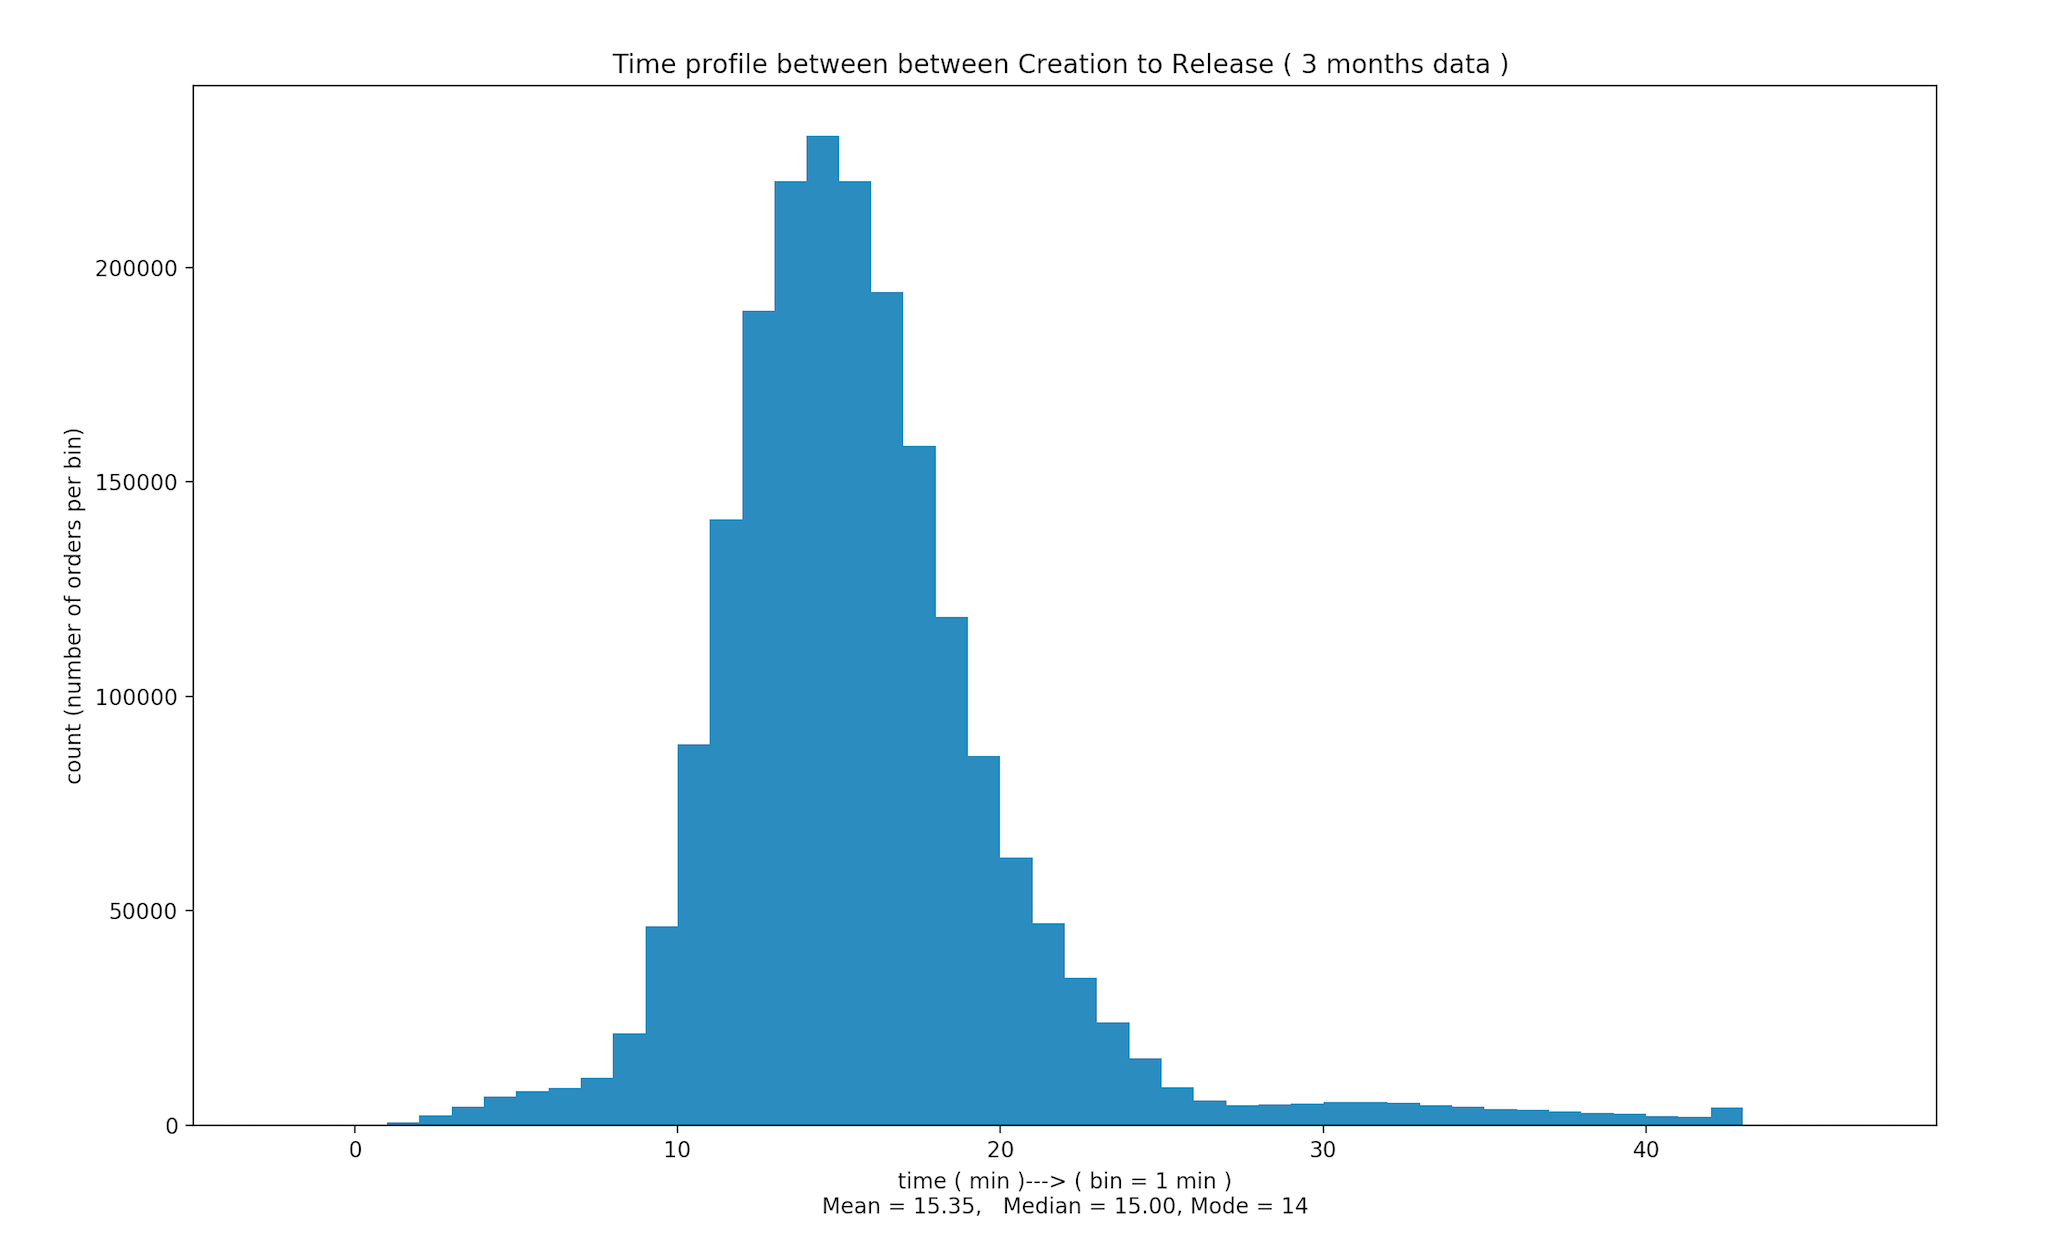 Time profile between between Creation to Release ( 3 months data )
count (number of orders per bin)
200000
150000
100000
50000
0
0 10 20 30 40
time ( min )---> ( bin = 1 min )
Mean = 15.35,   Median = 15.00, Mode = 14